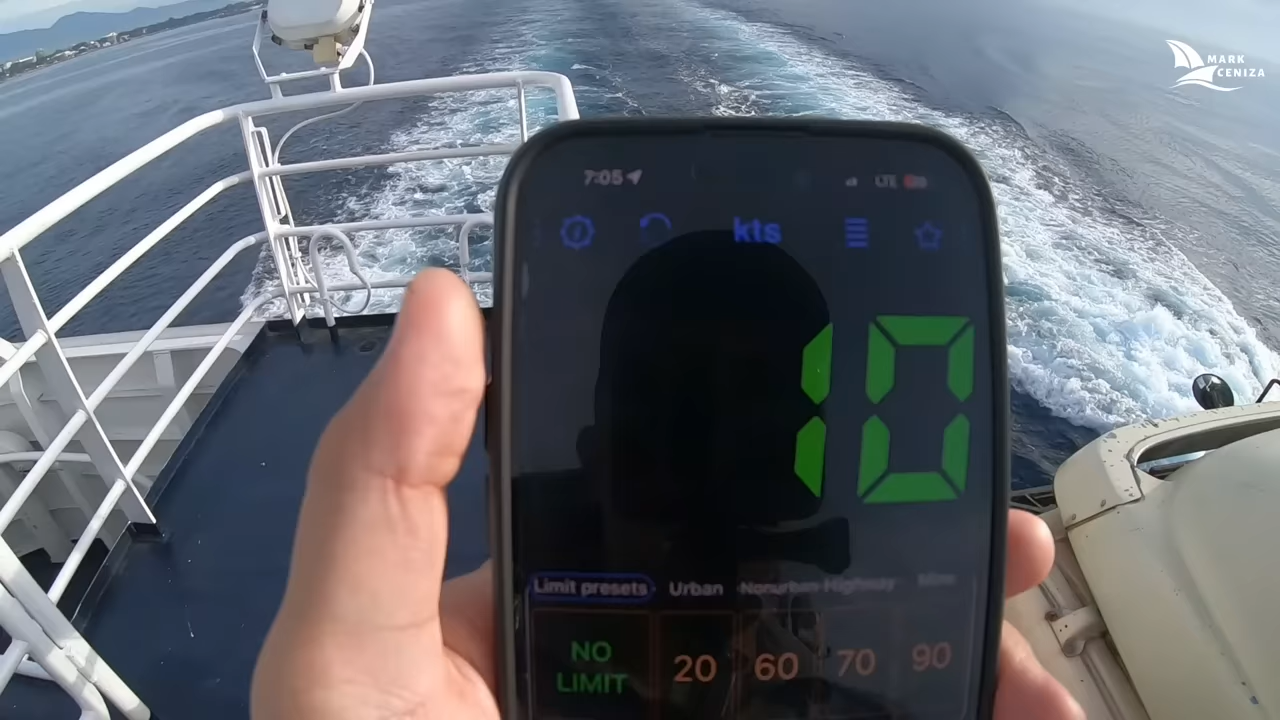 MARK
CENIZA
7:05
LTE
kts
10
Limit presets Urban Nonurban Highway
NO LIMIT 20 60 70 90